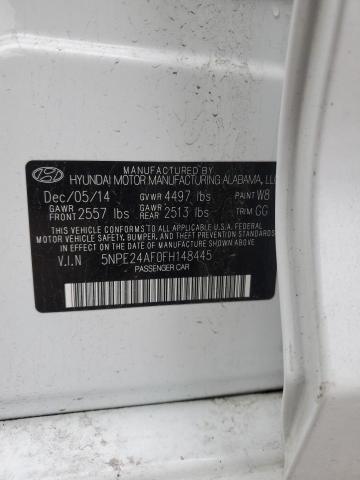 MANUFACTURED BY
HYUNDAI MOTOR MANUFACTURING ALABAMA, LLC
Dec/05/14 GVWR 4497 lbs PAINT W8
GAWR FRONT 2557 lbs GAWR REAR 2513 lbs TRIM GG
THIS VEHICLE CONFORMS TO ALL APPLICABLE U.S.A. FEDERAL
MOTOR VEHICLE SAFETY, BUMPER, AND THEFT PREVENTION STANDARDS
IN EFFECT ON THE DATE OF MANUFACTURE SHOWN ABOVE.
V.I.N 5NPE24AF0FH148445
PASSENGER CAR